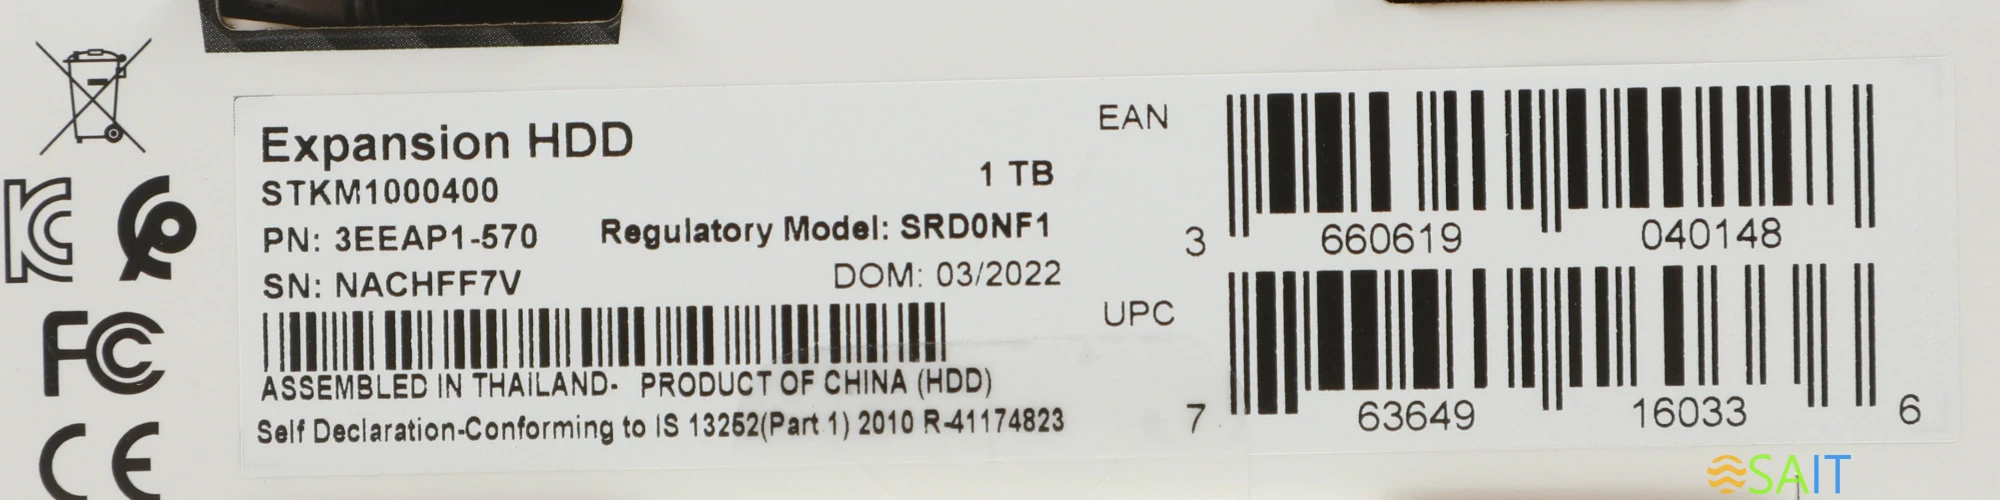 Expansion HDD
STKM1000400
1 TB
PN: 3EEAP1-570
Regulatory Model: SRD0NF1
SN: NACHFF7V
DOM: 03/2022
ASSEMBLED IN THAILAND- PRODUCT OF CHINA (HDD)
Self Declaration-Conforming to IS 13252(Part 1) 2010 R-41174823
EAN
3 660619 040148
UPC
7 63649 16033 6
FC
CE
SAIT